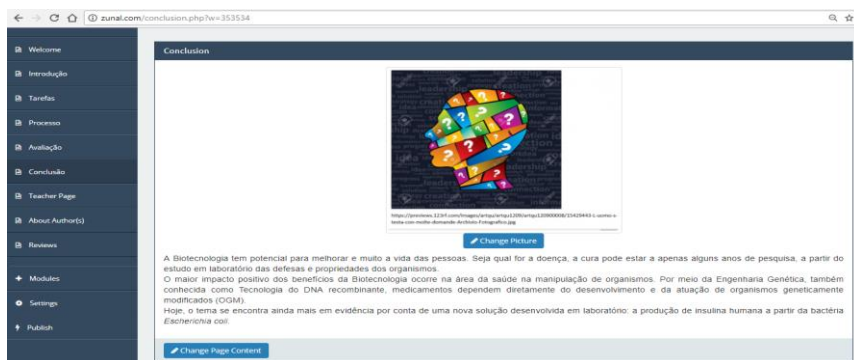 zunal.com/conclusion.php?w=353534
Welcome
Introdução
Tarefas
Processo
Avaliação
Conclusão
Teacher Page
About Author(s)
Reviews
Modules
Settings
Publish
Conclusion
Change Picture
A Biotecnologia tem potencial para melhorar e muito a vida das pessoas. Seja qual for a doença, a cura pode estar a apenas alguns anos de pesquisa, a partir do
estudo em laboratório das defesas e propriedades dos organismos.
O maior impacto positivo dos benefícios da Biotecnologia ocorre na área da saúde na manipulação de organismos. Por meio da Engenharia Genética, também
conhecida como Tecnologia do DNA recombinante, medicamentos dependem diretamente do desenvolvimento e da atuação de organismos geneticamente
modificados (OGM).
Hoje, o tema se encontra ainda mais em evidência por conta de uma nova solução desenvolvida em laboratório: a produção de insulina humana a partir da bactéria
Escherichia coli.
Change Page Content